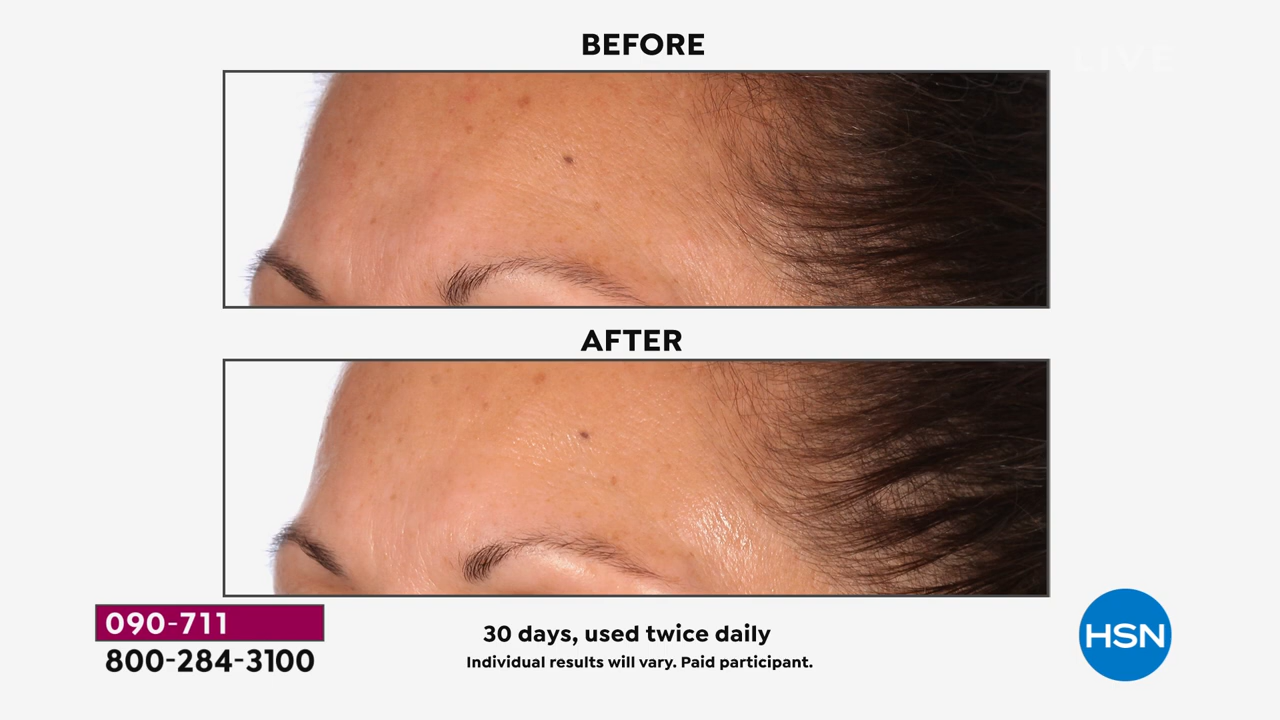 BEFORE
LIVE
AFTER
090-711
800-284-3100
30 days, used twice daily
Individual results will vary. Paid participant.
HSN